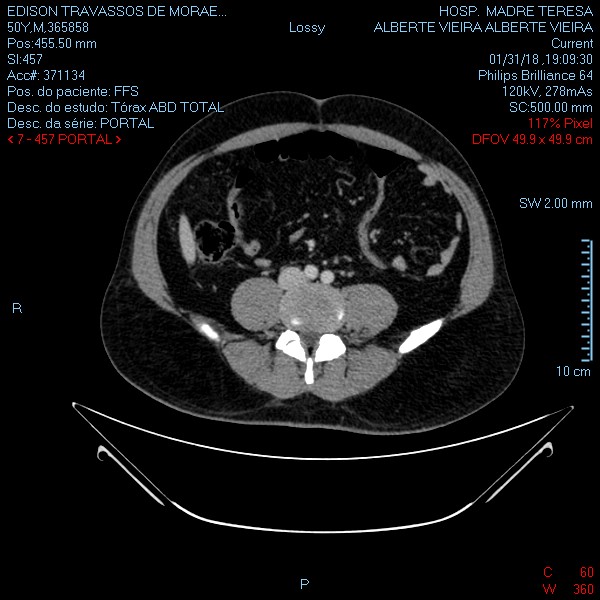 EDISON TRAVASSOS DE MORAE...
50Y,M,365858
Pos:455.50 mm
Sl:457
Acc#: 371134
Pos. do paciente: FFS
Desc. do estudo: Tórax ABD TOTAL
Desc. da série: PORTAL
< 7 - 457 PORTAL >
Lossy
HOSP. MADRE TERESA
ALBERTE VIEIRA ALBERTE VIEIRA
Current
01/31/18 ,19:09:30
Philips Brilliance 64
120kV, 278mAs
SC:500.00 mm
117% Pixel
DFOV 49.9 x 49.9 cm
SW 2.00 mm
R
10 cm
P
C 60
W 360